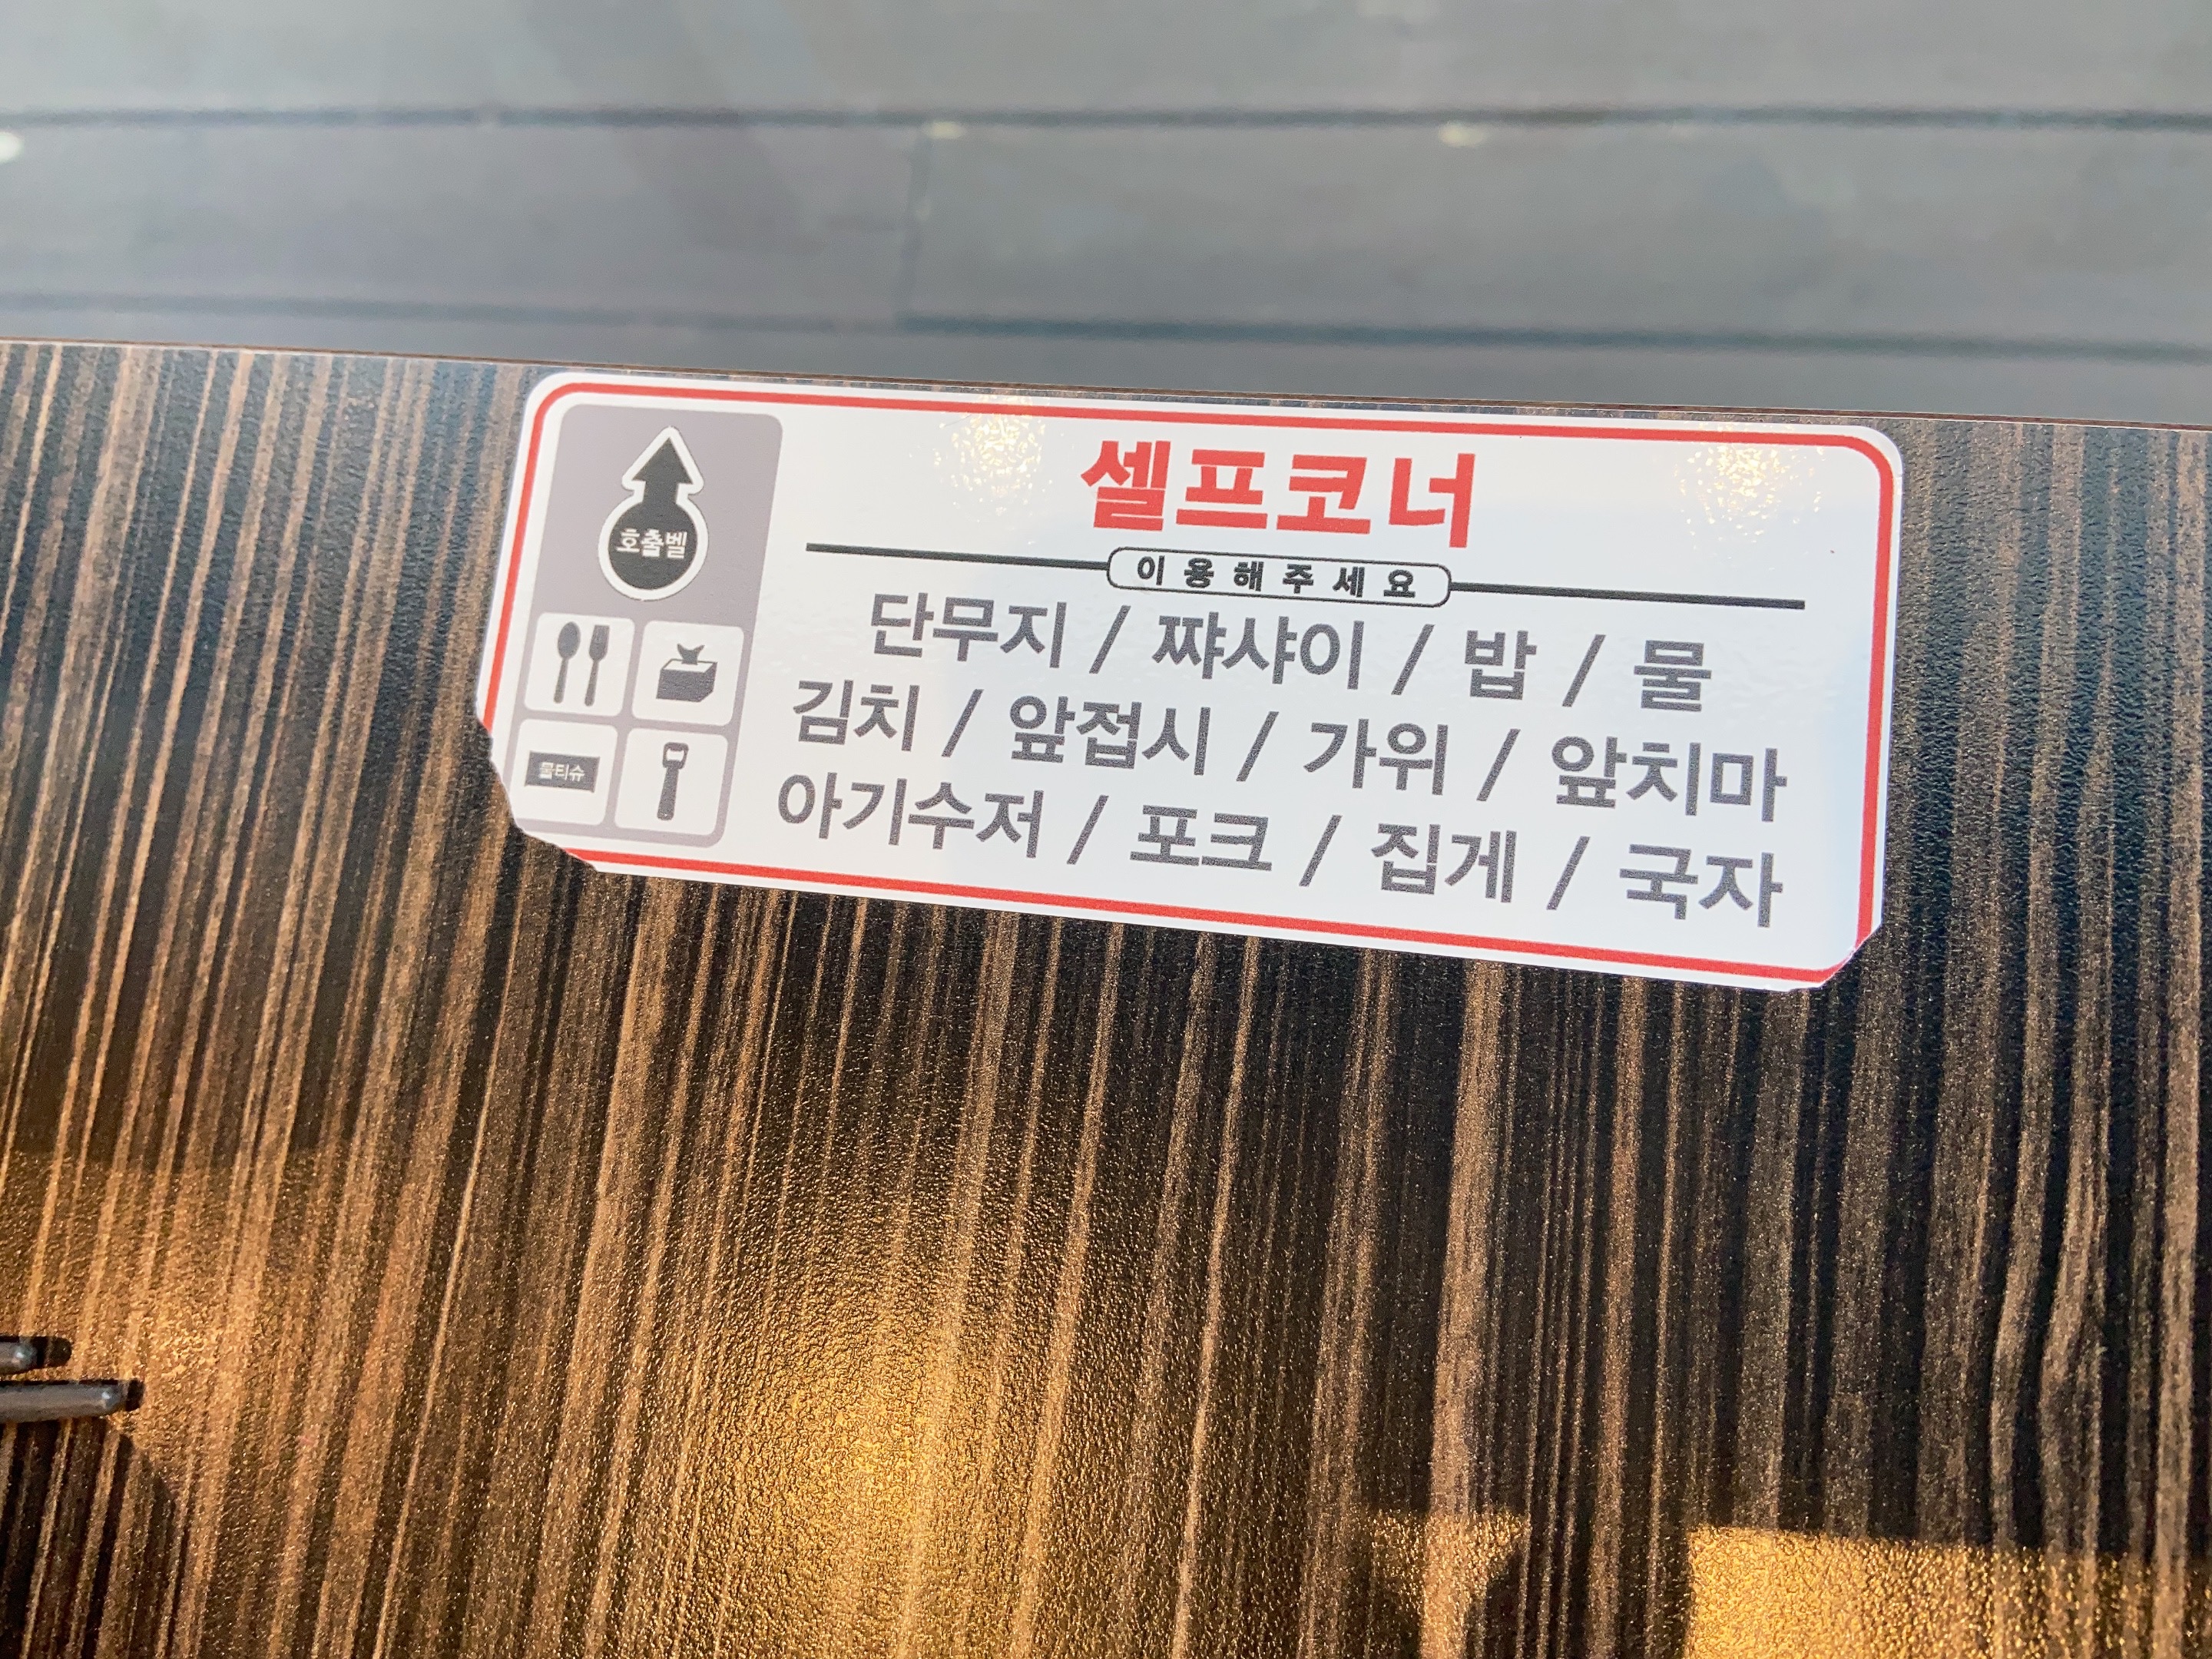 호출벨
물티슈
셀프코너
이용해주세요
단무지 / 쨔샤이 / 밥 / 물
김치 / 앞접시 / 가위 / 앞치마
아기수저 / 포크 / 집게 / 국자